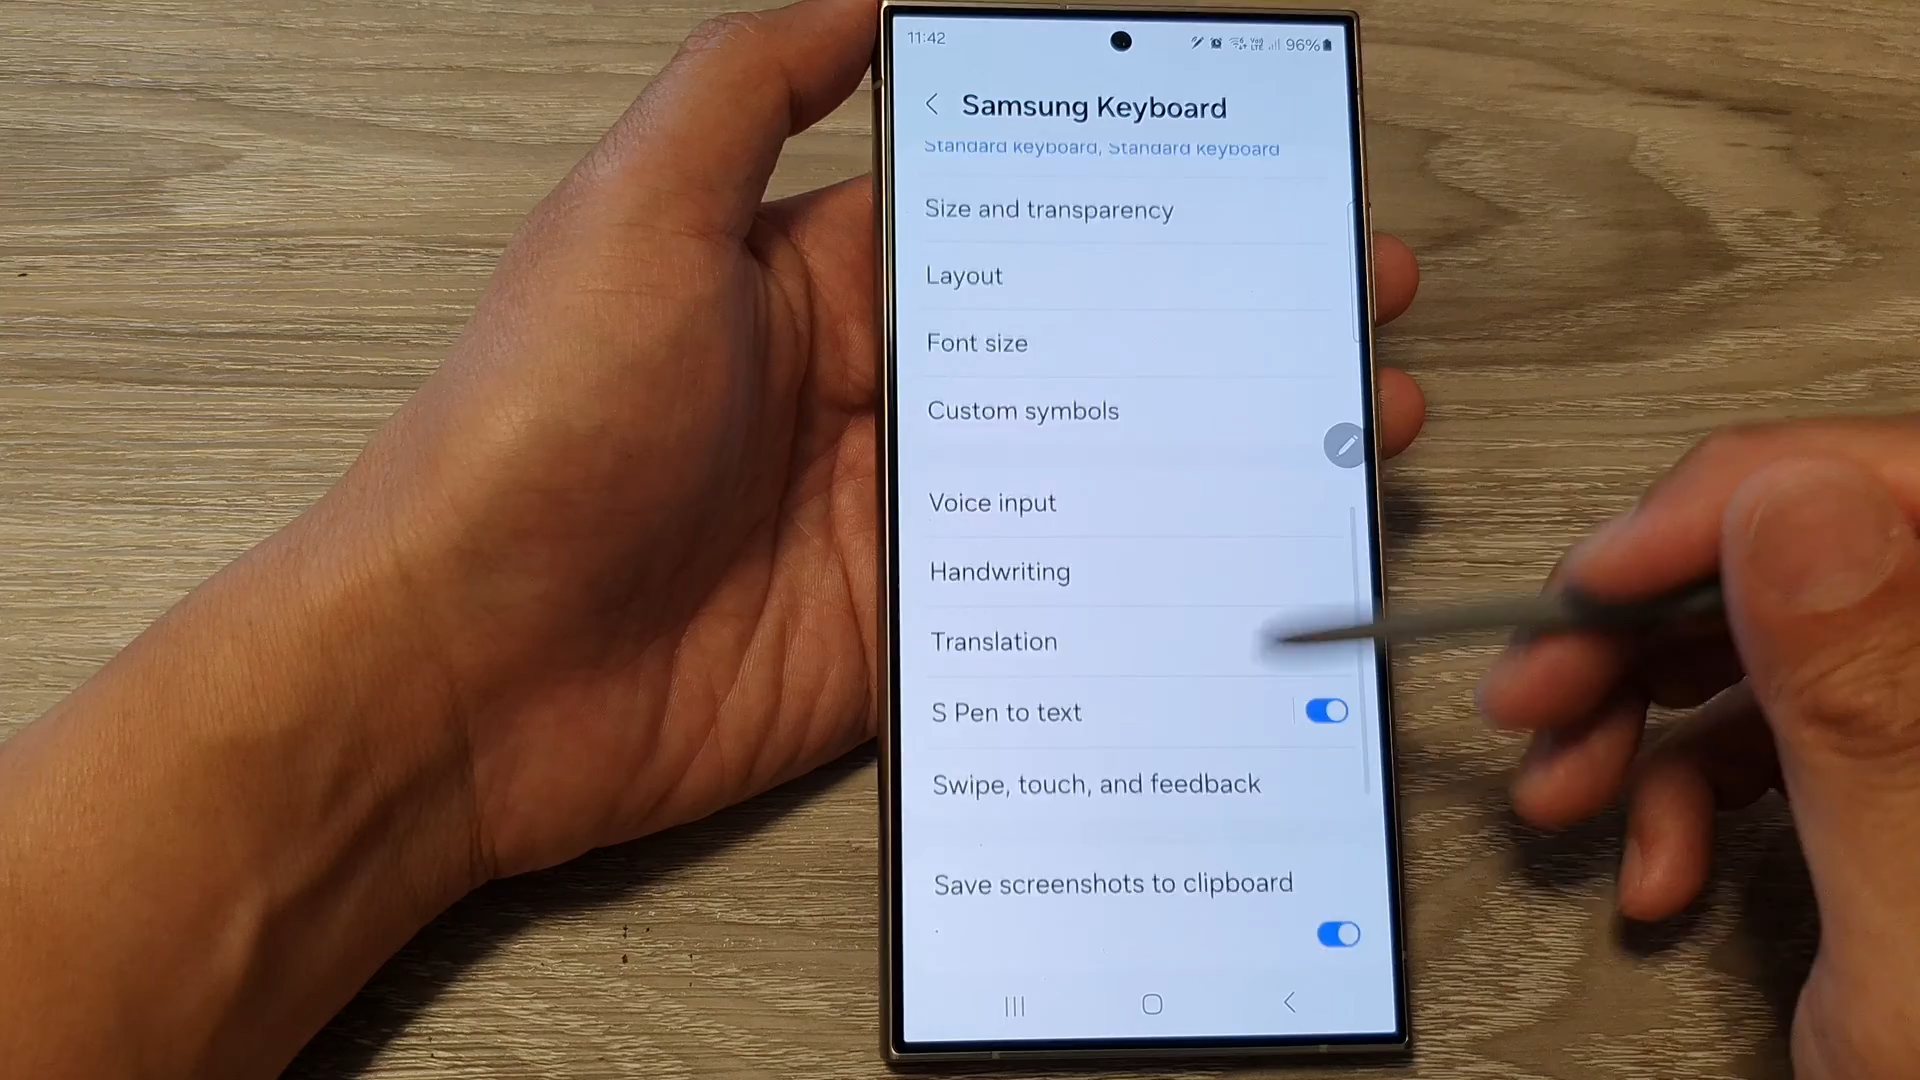 11:42
96%
Samsung Keyboard
Standard keyboard, Standard keyboard
Size and transparency
Layout
Font size
Custom symbols
Voice input
Handwriting
Translation
S Pen to text
Swipe, touch, and feedback
Save screenshots to clipboard